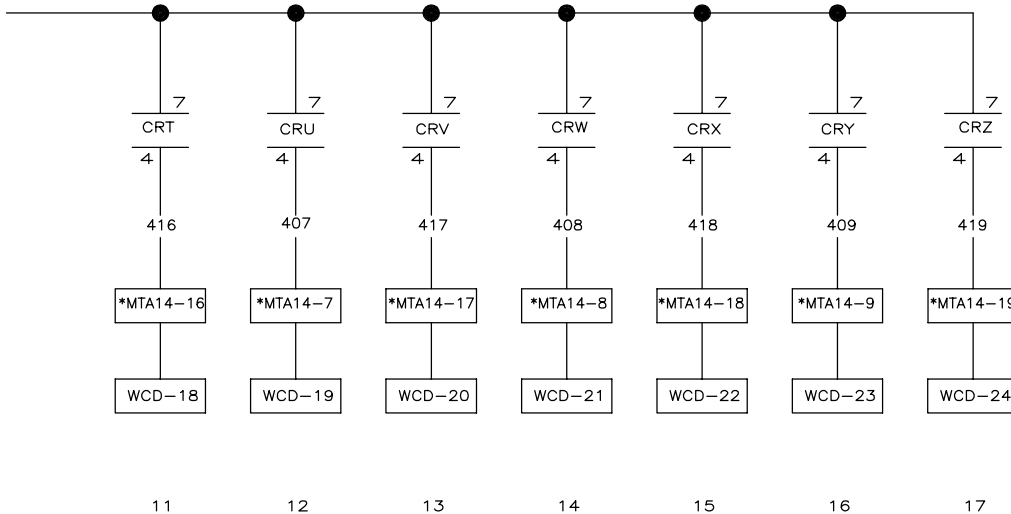 7 7 7 7 7 7 7
CRT CRU CRV CRW CRX CRY CRZ
4 4 4 4 4 4 4
416 407 417 408 418 409 419
*MTA14-16 *MTA14-7 *MTA14-17 *MTA14-8 *MTA14-18 *MTA14-9 *MTA14-19
WCD-18 WCD-19 WCD-20 WCD-21 WCD-22 WCD-23 WCD-24
11 12 13 14 15 16 17